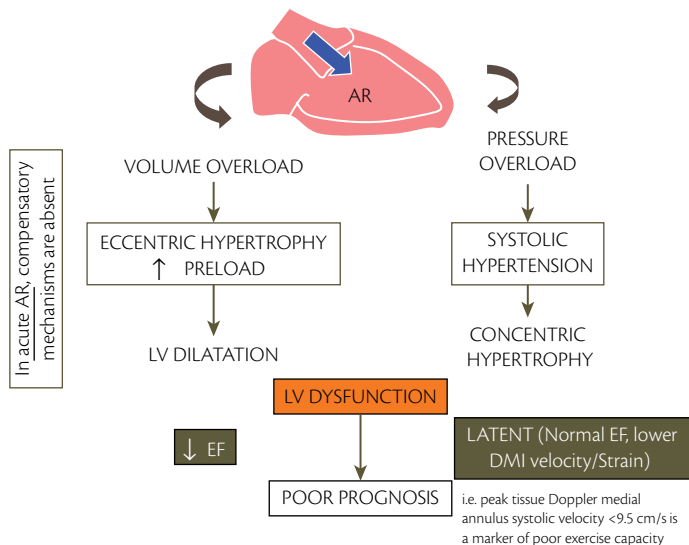 AR
In acute AR, compensatory
mechanisms are absent
VOLUME OVERLOAD
ECCENTRIC HYPERTROPHY
↑ PRELOAD
LV DILATATION
PRESSURE
OVERLOAD
SYSTOLIC
HYPERTENSION
CONCENTRIC
HYPERTROPHY
LV DYSFUNCTION
↓ EF
LATENT (Normal EF, lower
DMI velocity/Strain)
POOR PROGNOSIS
i.e. peak tissue Doppler medial
annulus systolic velocity <9.5 cm/s is
a marker of poor exercise capacity